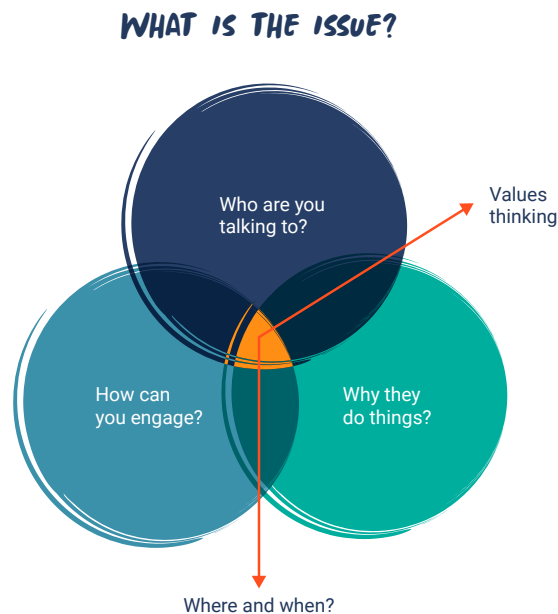 WHAT IS THE ISSUE?
Who are you
talking to?
Values
thinking
How can
you engage?
Why they
do things?
Where and when?